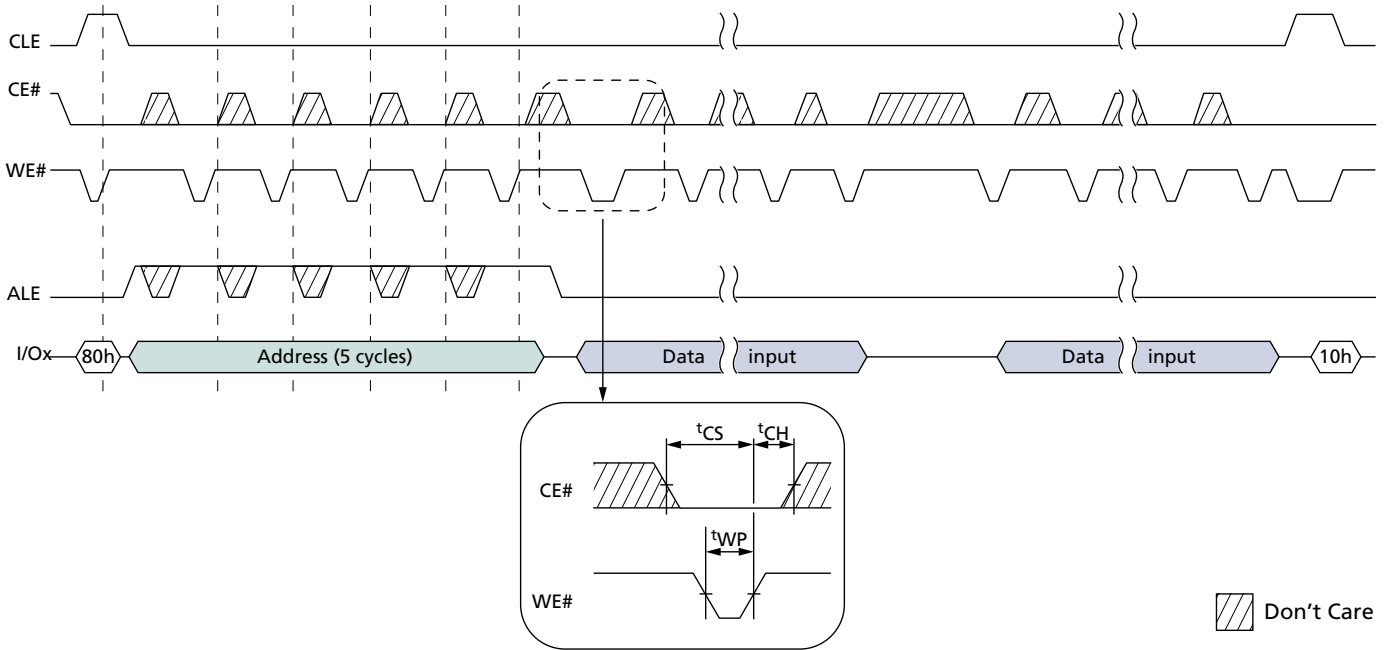 CLE
CE#
WE#
ALE
I/Ox
80h
Address (5 cycles)
Data input
Data input
10h
tCS
tCH
CE#
tWP
WE#
Don't Care